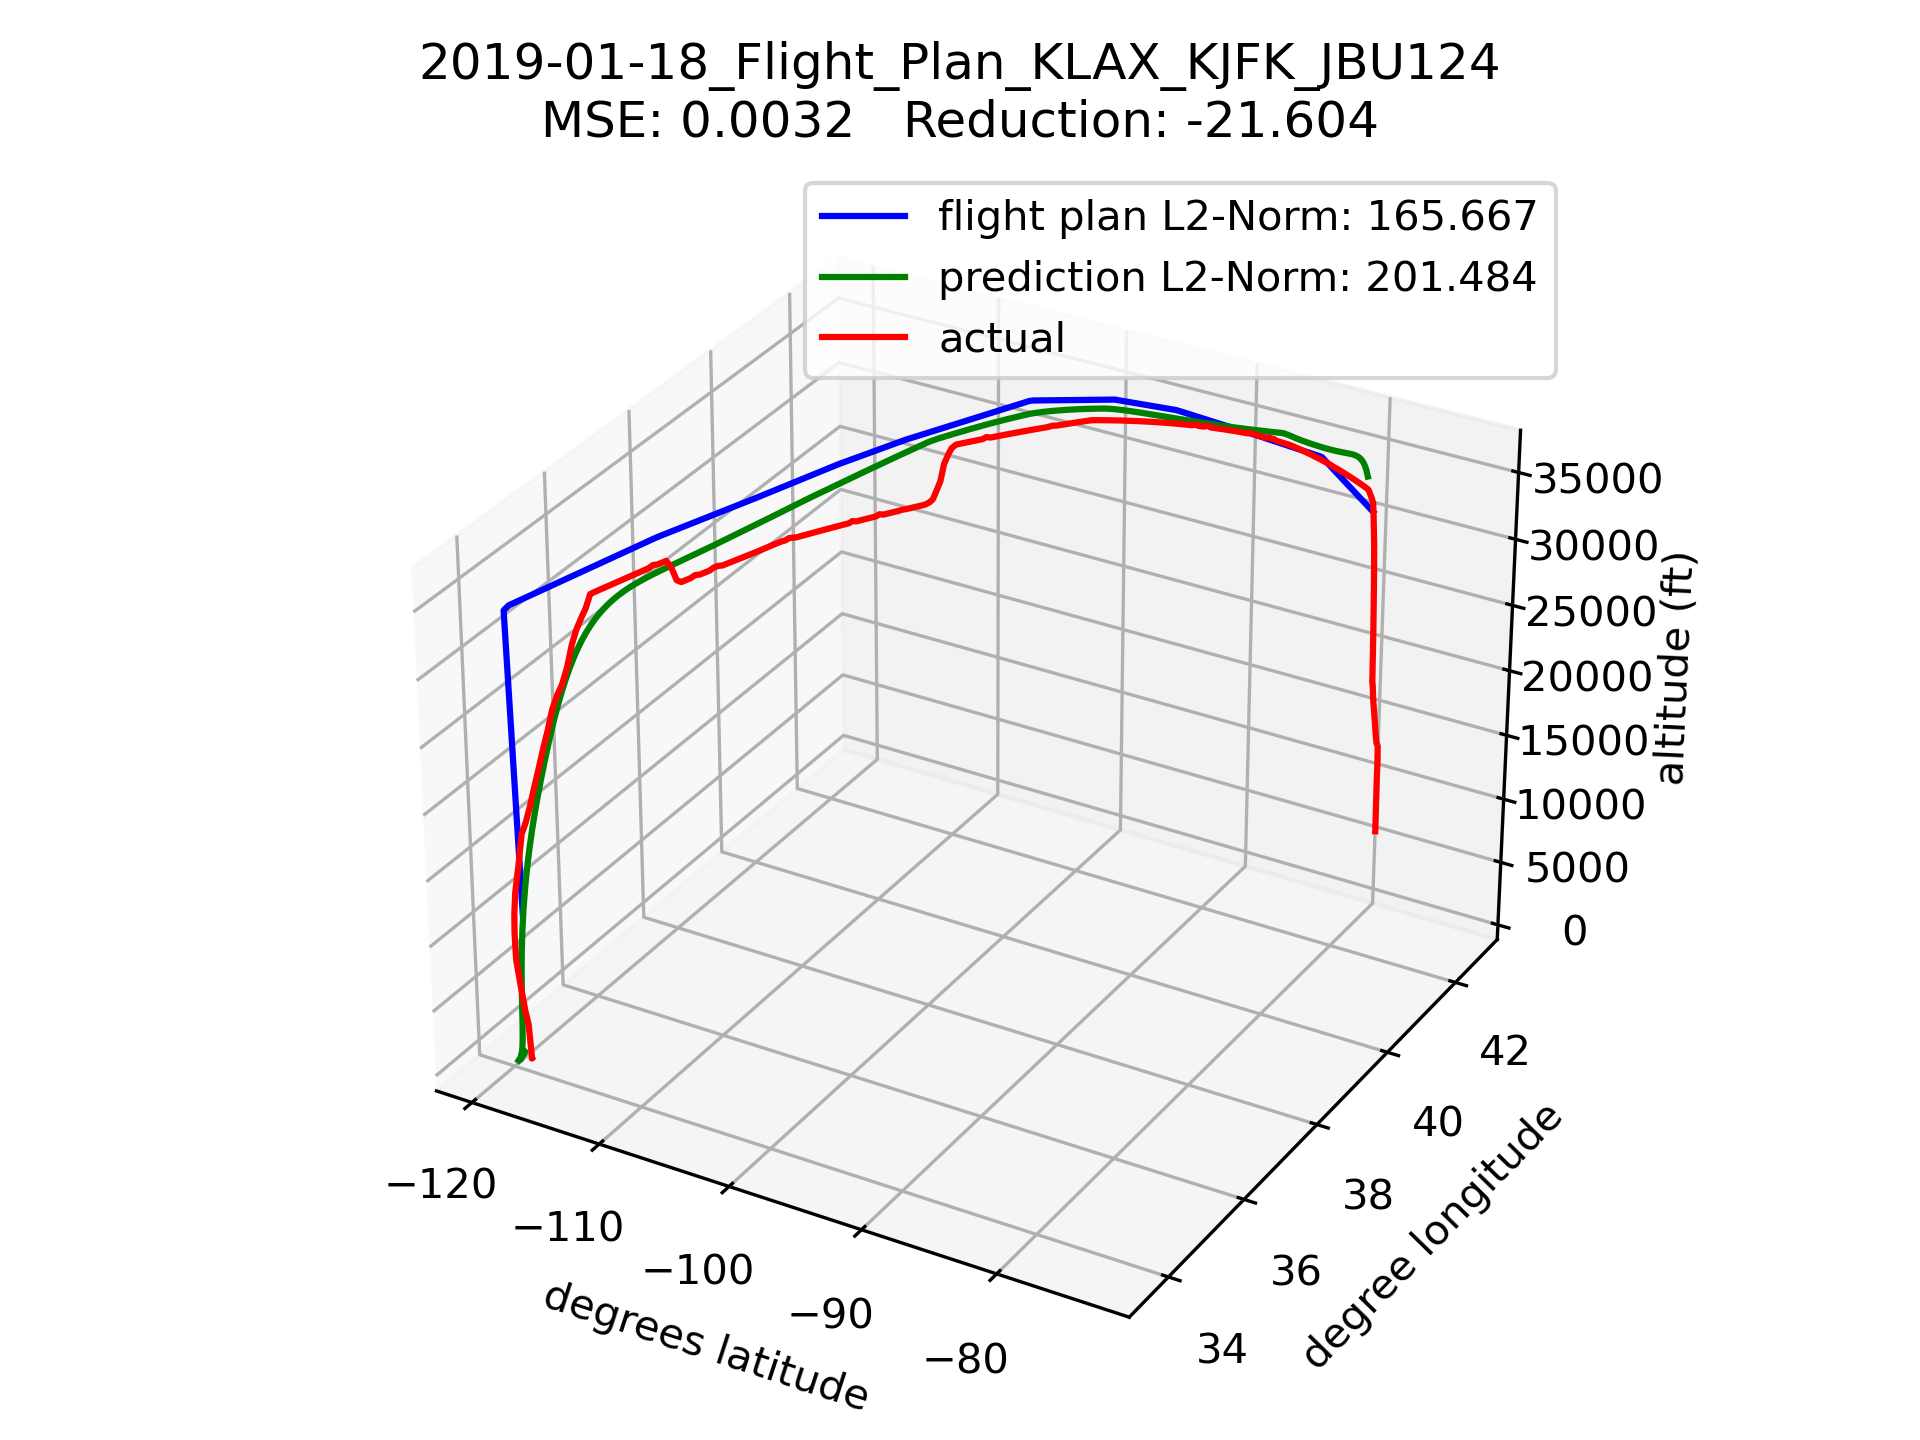 2019-01-18_Flight_Plan_KLAX_KJFK_JBU124
MSE: 0.0032   Reduction: -21.604
flight plan L2-Norm: 165.667
prediction L2-Norm: 201.484
actual
35000
30000
25000
20000
15000
10000
5000
0
altitude (ft)
42
40
38
36
34
degree longitude
−120
−110
−100
−90
−80
degrees latitude